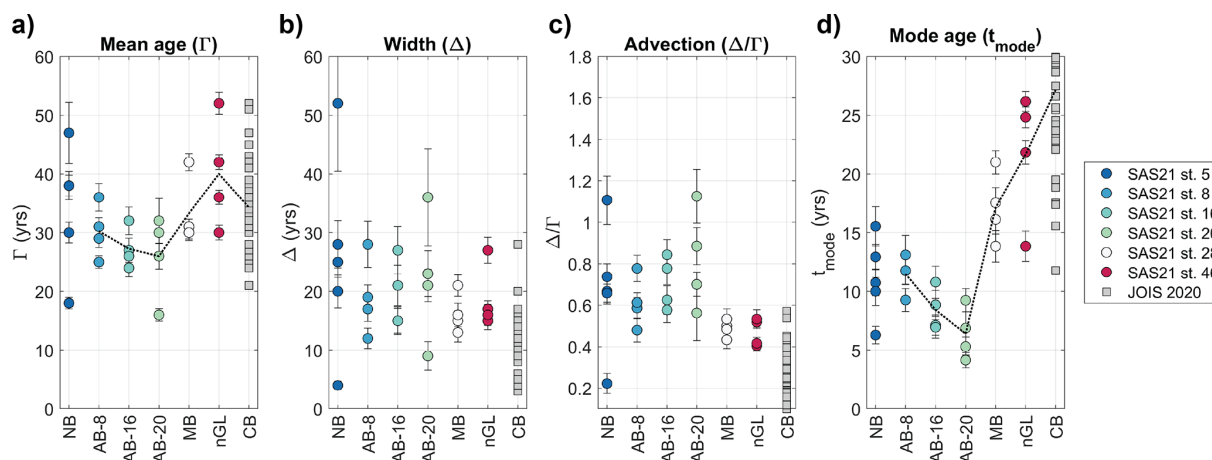 a) Mean age (Γ)
60
50
40
30
20
10
0
Γ (yrs)
NB
AB-8
AB-16
AB-20
MB
nGL
CB
b) Width (Δ)
60
50
40
30
20
10
0
Δ (yrs)
NB
AB-8
AB-16
AB-20
MB
nGL
CB
c) Advection (Δ/Γ)
1.8
1.6
1.4
1.2
1
0.8
0.6
0.4
0.2
Δ/Γ
NB
AB-8
AB-16
AB-20
MB
nGL
CB
d) Mode age (tmode)
30
25
20
15
10
5
0
tmode (yrs)
NB
AB-8
AB-16
AB-20
MB
nGL
CB
SAS21 st. 5
SAS21 st. 8
SAS21 st. 16
SAS21 st. 20
SAS21 st. 28
SAS21 st. 40
JOIS 2020